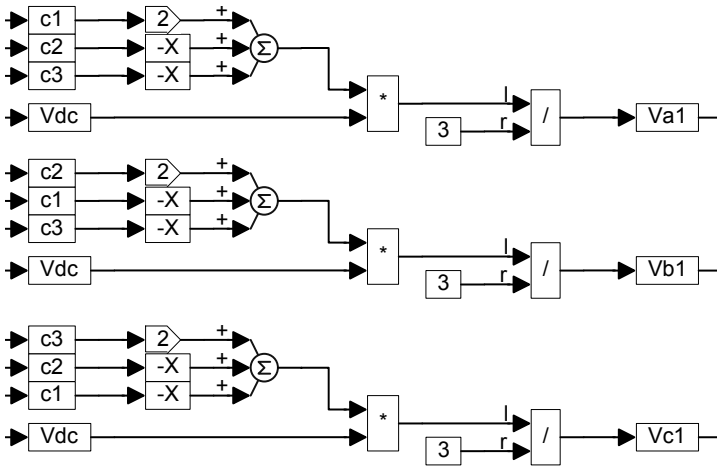 c1 2 +
c2 -X + Σ
c3 -X +
*
l
Vdc 3 r / Va1
c2 2 +
c1 -X + Σ
c3 -X +
*
l
Vdc 3 r / Vb1
c3 2 +
c2 -X + Σ
c1 -X +
*
l
Vdc 3 r / Vc1